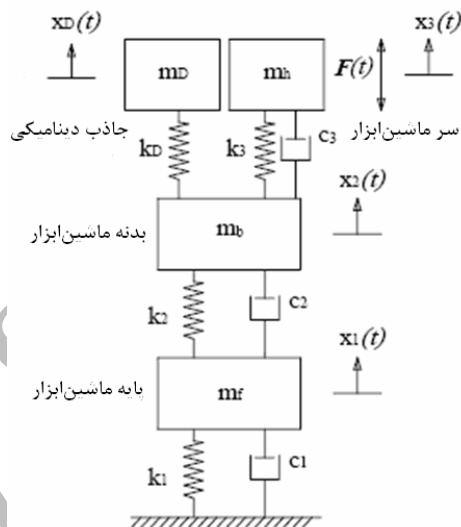 xD(t)
x3(t)
mD
mh
F(t)
جاذب دینامیکی
kD
k3
c3
سر ماشین‌ابزار
x2(t)
بدنه ماشین‌ابزار
mb
k2
c2
x1(t)
پایه ماشین‌ابزار
mf
k1
c1